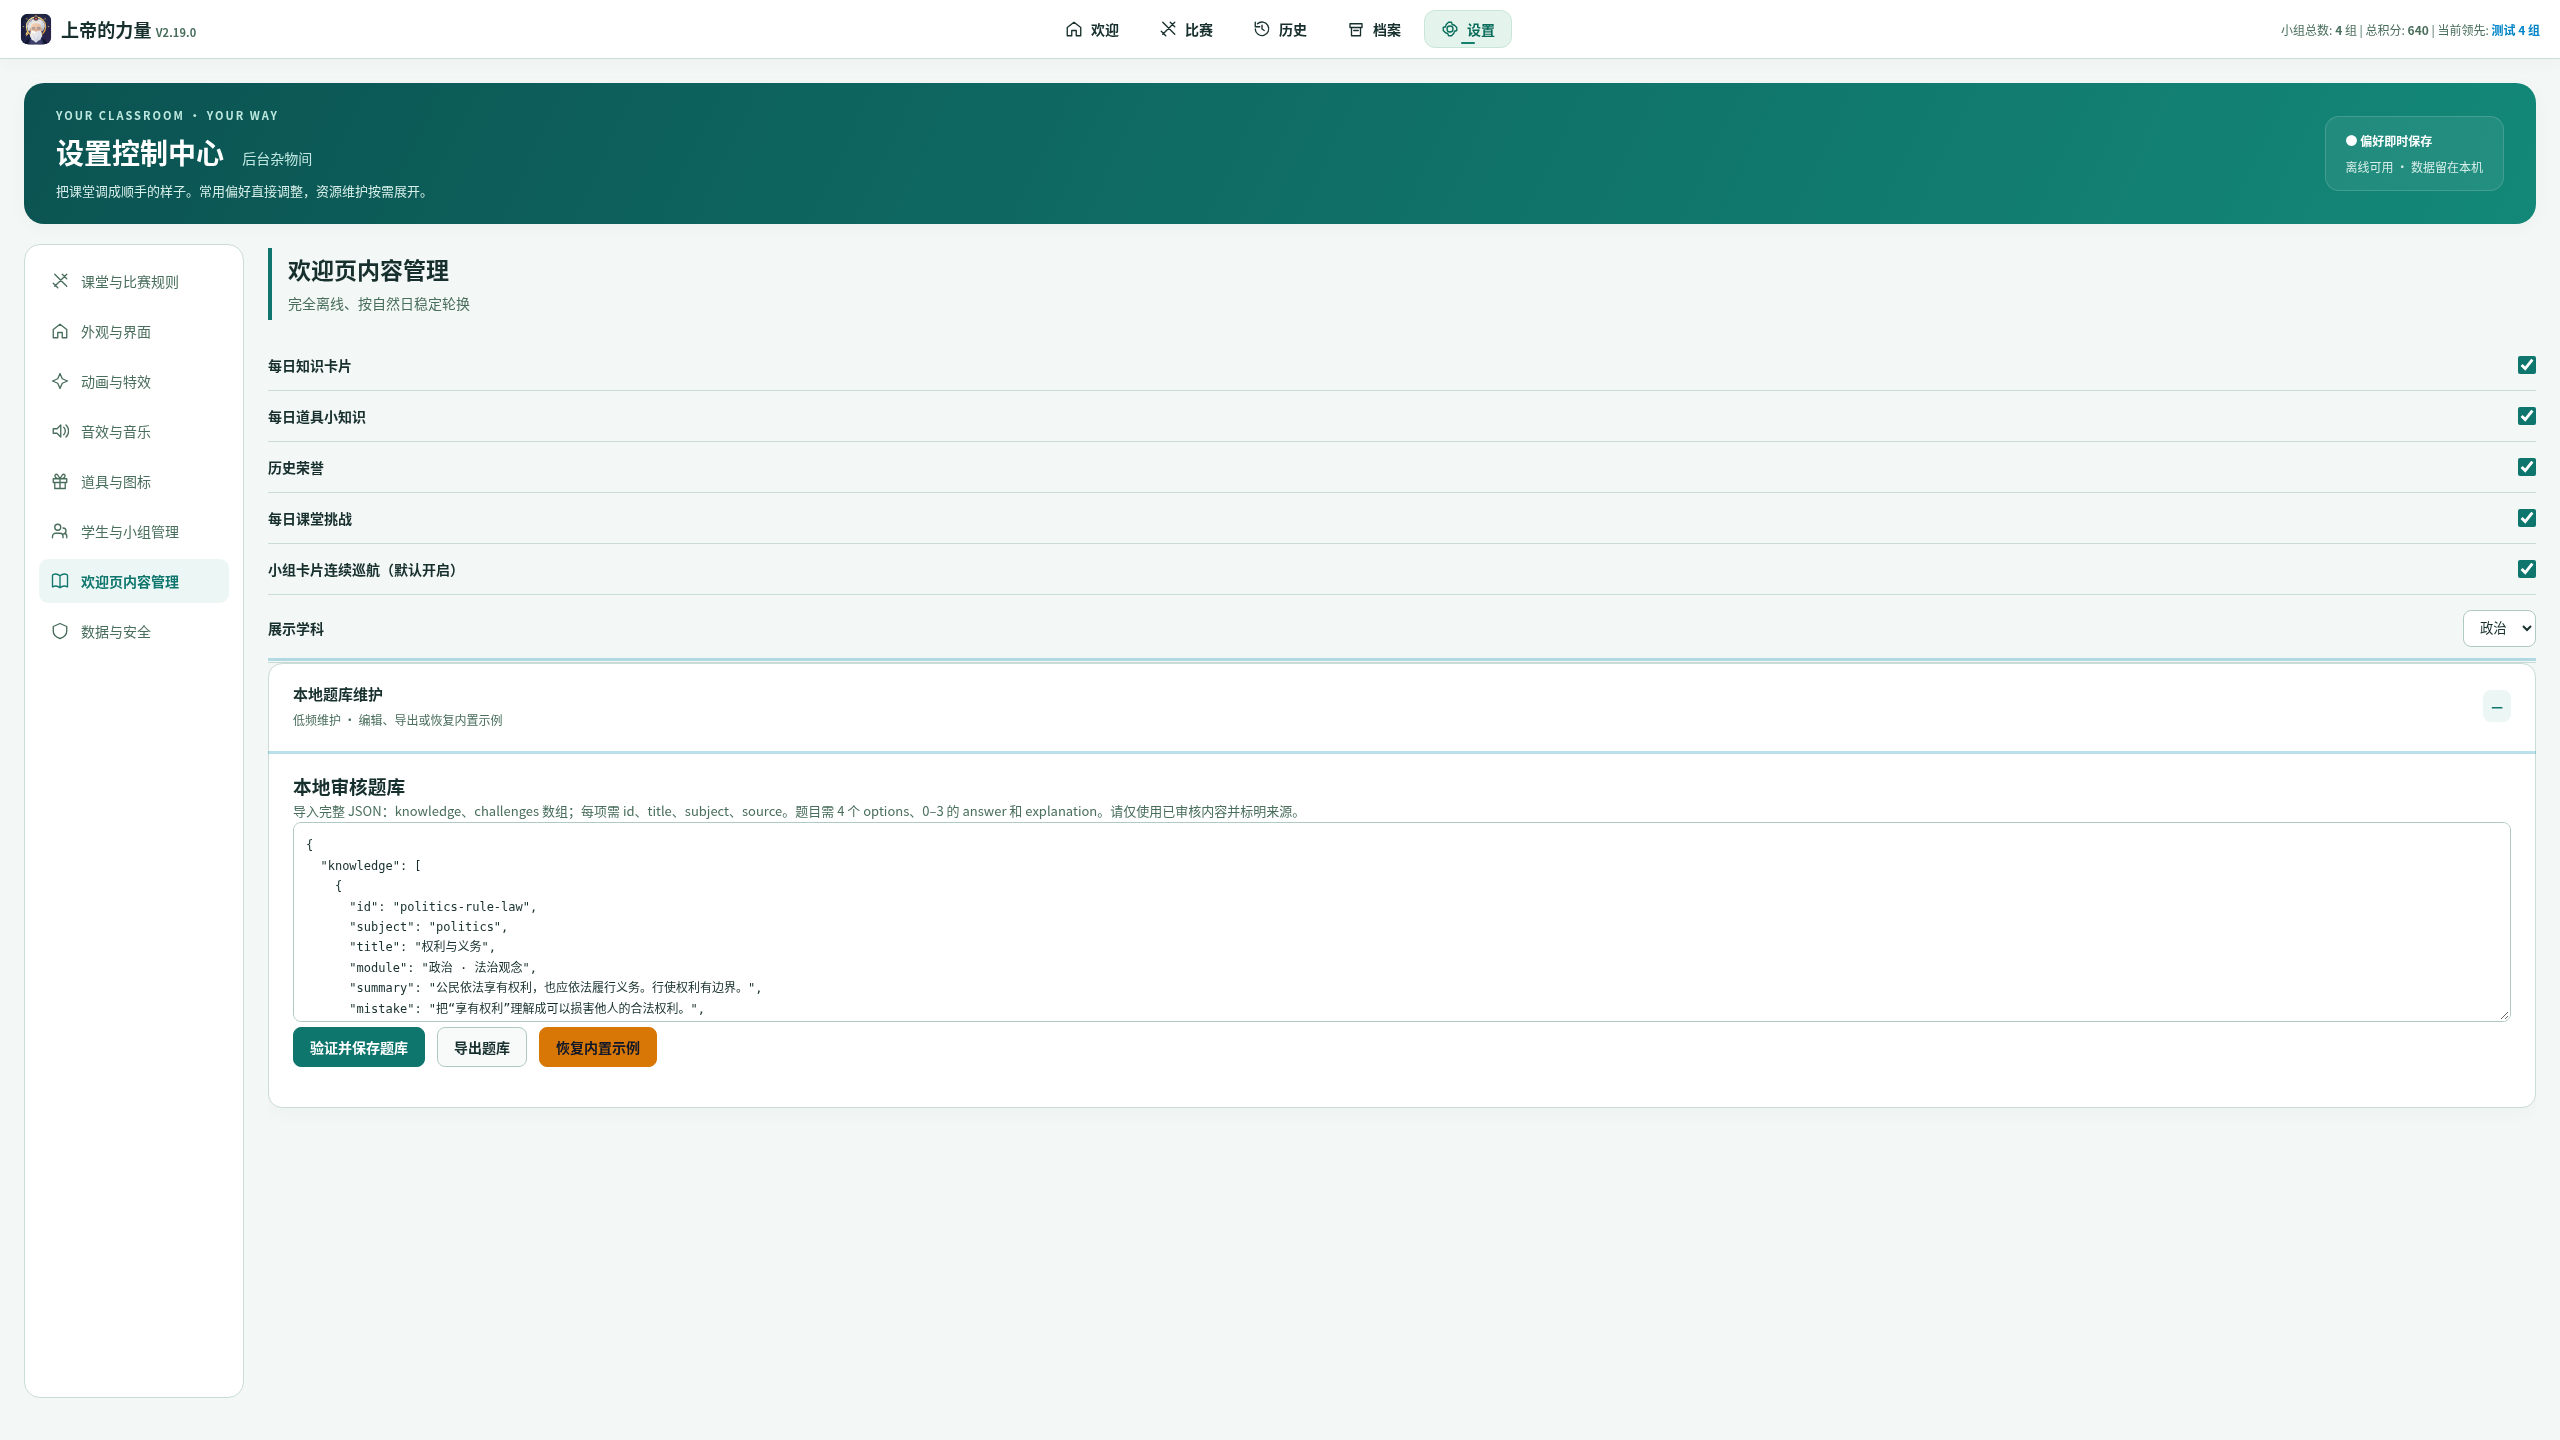 上帝的力量 V2.19.0
欢迎
比赛
历史
档案
设置
小组总数: 4 组 | 总积分: 640 | 当前领先: 测试 4 组
YOUR CLASSROOM · YOUR WAY
设置控制中心 后台杂物间
把课堂调成顺手的样子。常用偏好直接调整，资源维护按需展开。
偏好即时保存
离线可用 · 数据留在本机
课堂与比赛规则
外观与界面
动画与特效
音效与音乐
道具与图标
学生与小组管理
欢迎页内容管理
数据与安全
欢迎页内容管理
完全离线、按自然日稳定轮换
每日知识卡片
每日道具小知识
历史荣誉
每日课堂挑战
小组卡片连续巡航（默认开启）
展示学科
政治
本地题库维护
低频维护 · 编辑、导出或恢复内置示例
本地审核题库
导入完整 JSON：knowledge、challenges 数组；每项需 id、title、subject、source。题目需 4 个 options、0–3 的 answer 和 explanation。请仅使用已审核内容并标明来源。
{
"knowledge": [
{
"id": "politics-rule-law",
"subject": "politics",
"title": "权利与义务",
"module": "政治 · 法治观念",
"summary": "公民依法享有权利，也应依法履行义务。行使权利有边界。",
"mistake": "把“享有权利”理解成可以损害他人的合法权利。",
验证并保存题库
导出题库
恢复内置示例